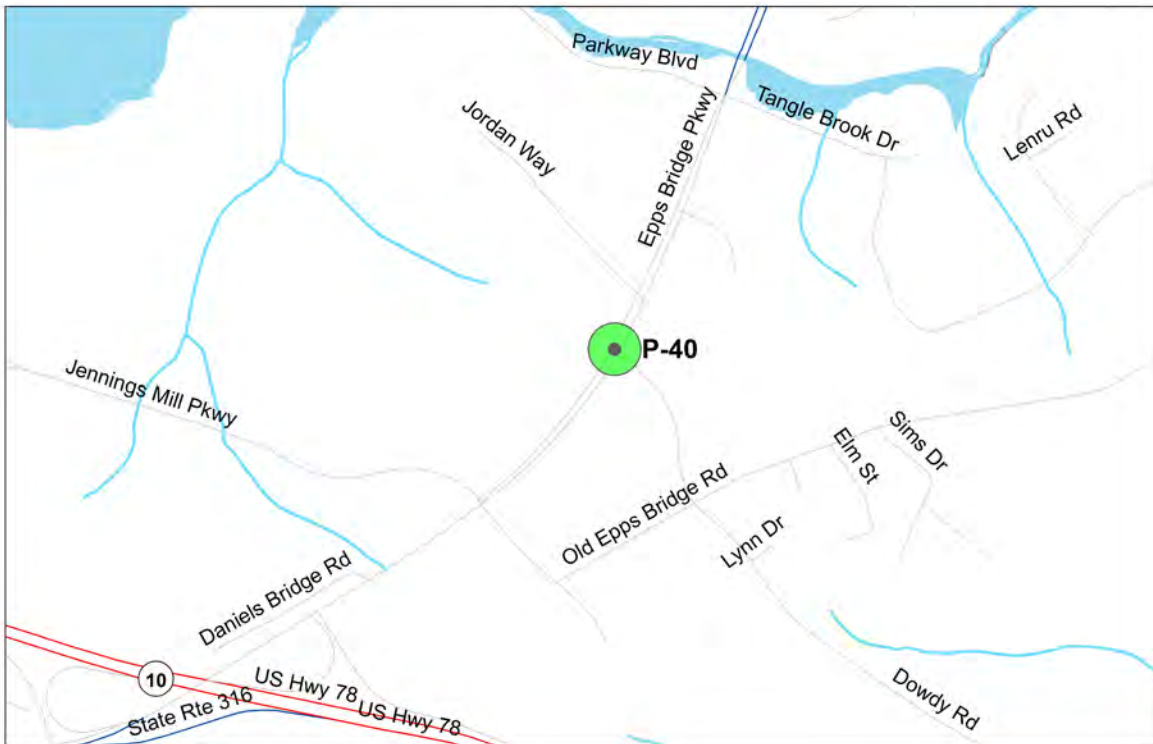 Parkway Blvd
Tangle Brook Dr
Jordan Way
Epps Bridge Pkwy
Lenru Rd
P-40
Jennings Mill Pkwy
Sims Dr
Elm St
Old Epps Bridge Rd
Lynn Dr
Daniels Bridge Rd
10
US Hwy 78
State Rte 316
US Hwy 78
Dowdy Rd